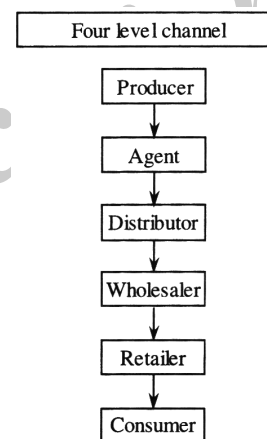 Four level channel
Producer
Agent
Distributor
Wholesaler
Retailer
Consumer